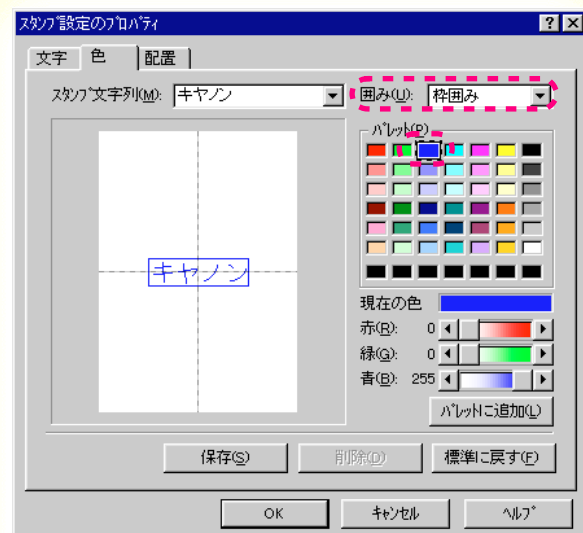 スタンプ設定のプロパティ
文字 色 配置
スタンプ文字列(M): キヤノン 囲み(U): 枠囲み
パレット(P)
キヤノン
現在の色
赤(R): 0
緑(G): 0
青(B): 255
パレットに追加(L)
保存(S) 削除(D) 標準に戻す(F)
OK キャンセル ヘルプ